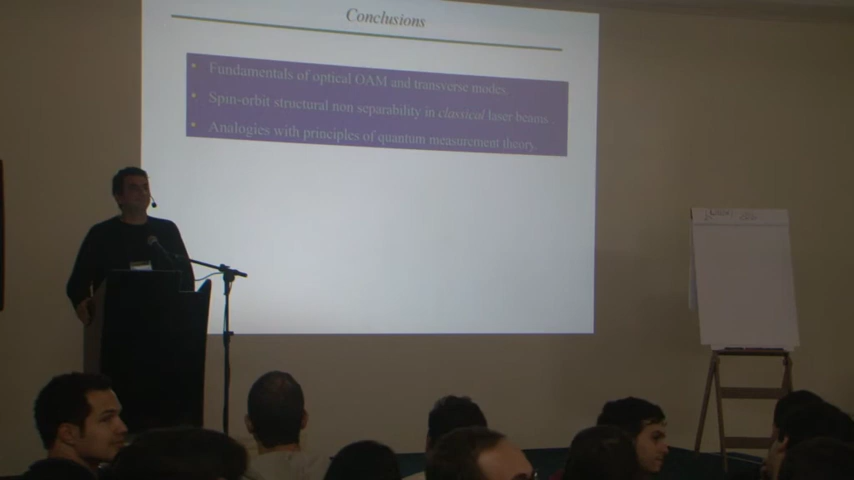 Conclusions
• Fundamentals of optical OAM and transverse modes.
• Spin-orbit structural non separability in classical laser beams .
• Analogies with principles of quantum measurement theory.